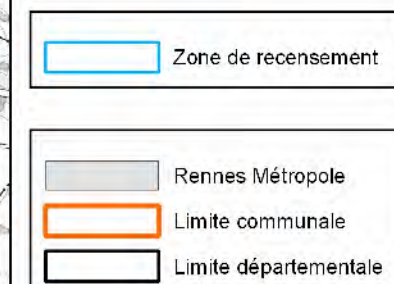 Zone de recensement
Rennes Métropole
Limite communale
Limite départementale